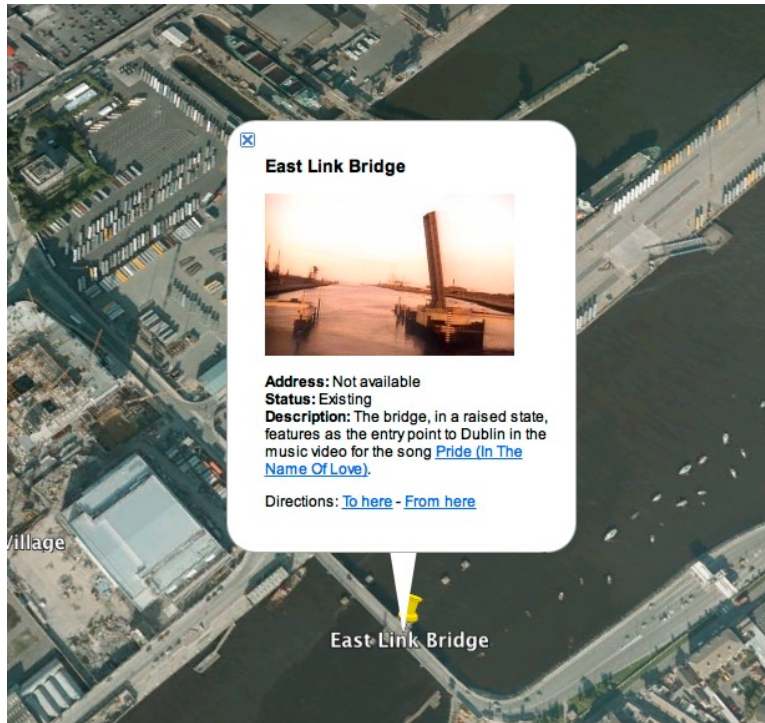 East Link Bridge
Address: Not available
Status: Existing
Description: The bridge, in a raised state,
features as the entry point to Dublin in the
music video for the song Pride (In The
Name Of Love).
Directions: To here - From here
Village
East Link Bridge